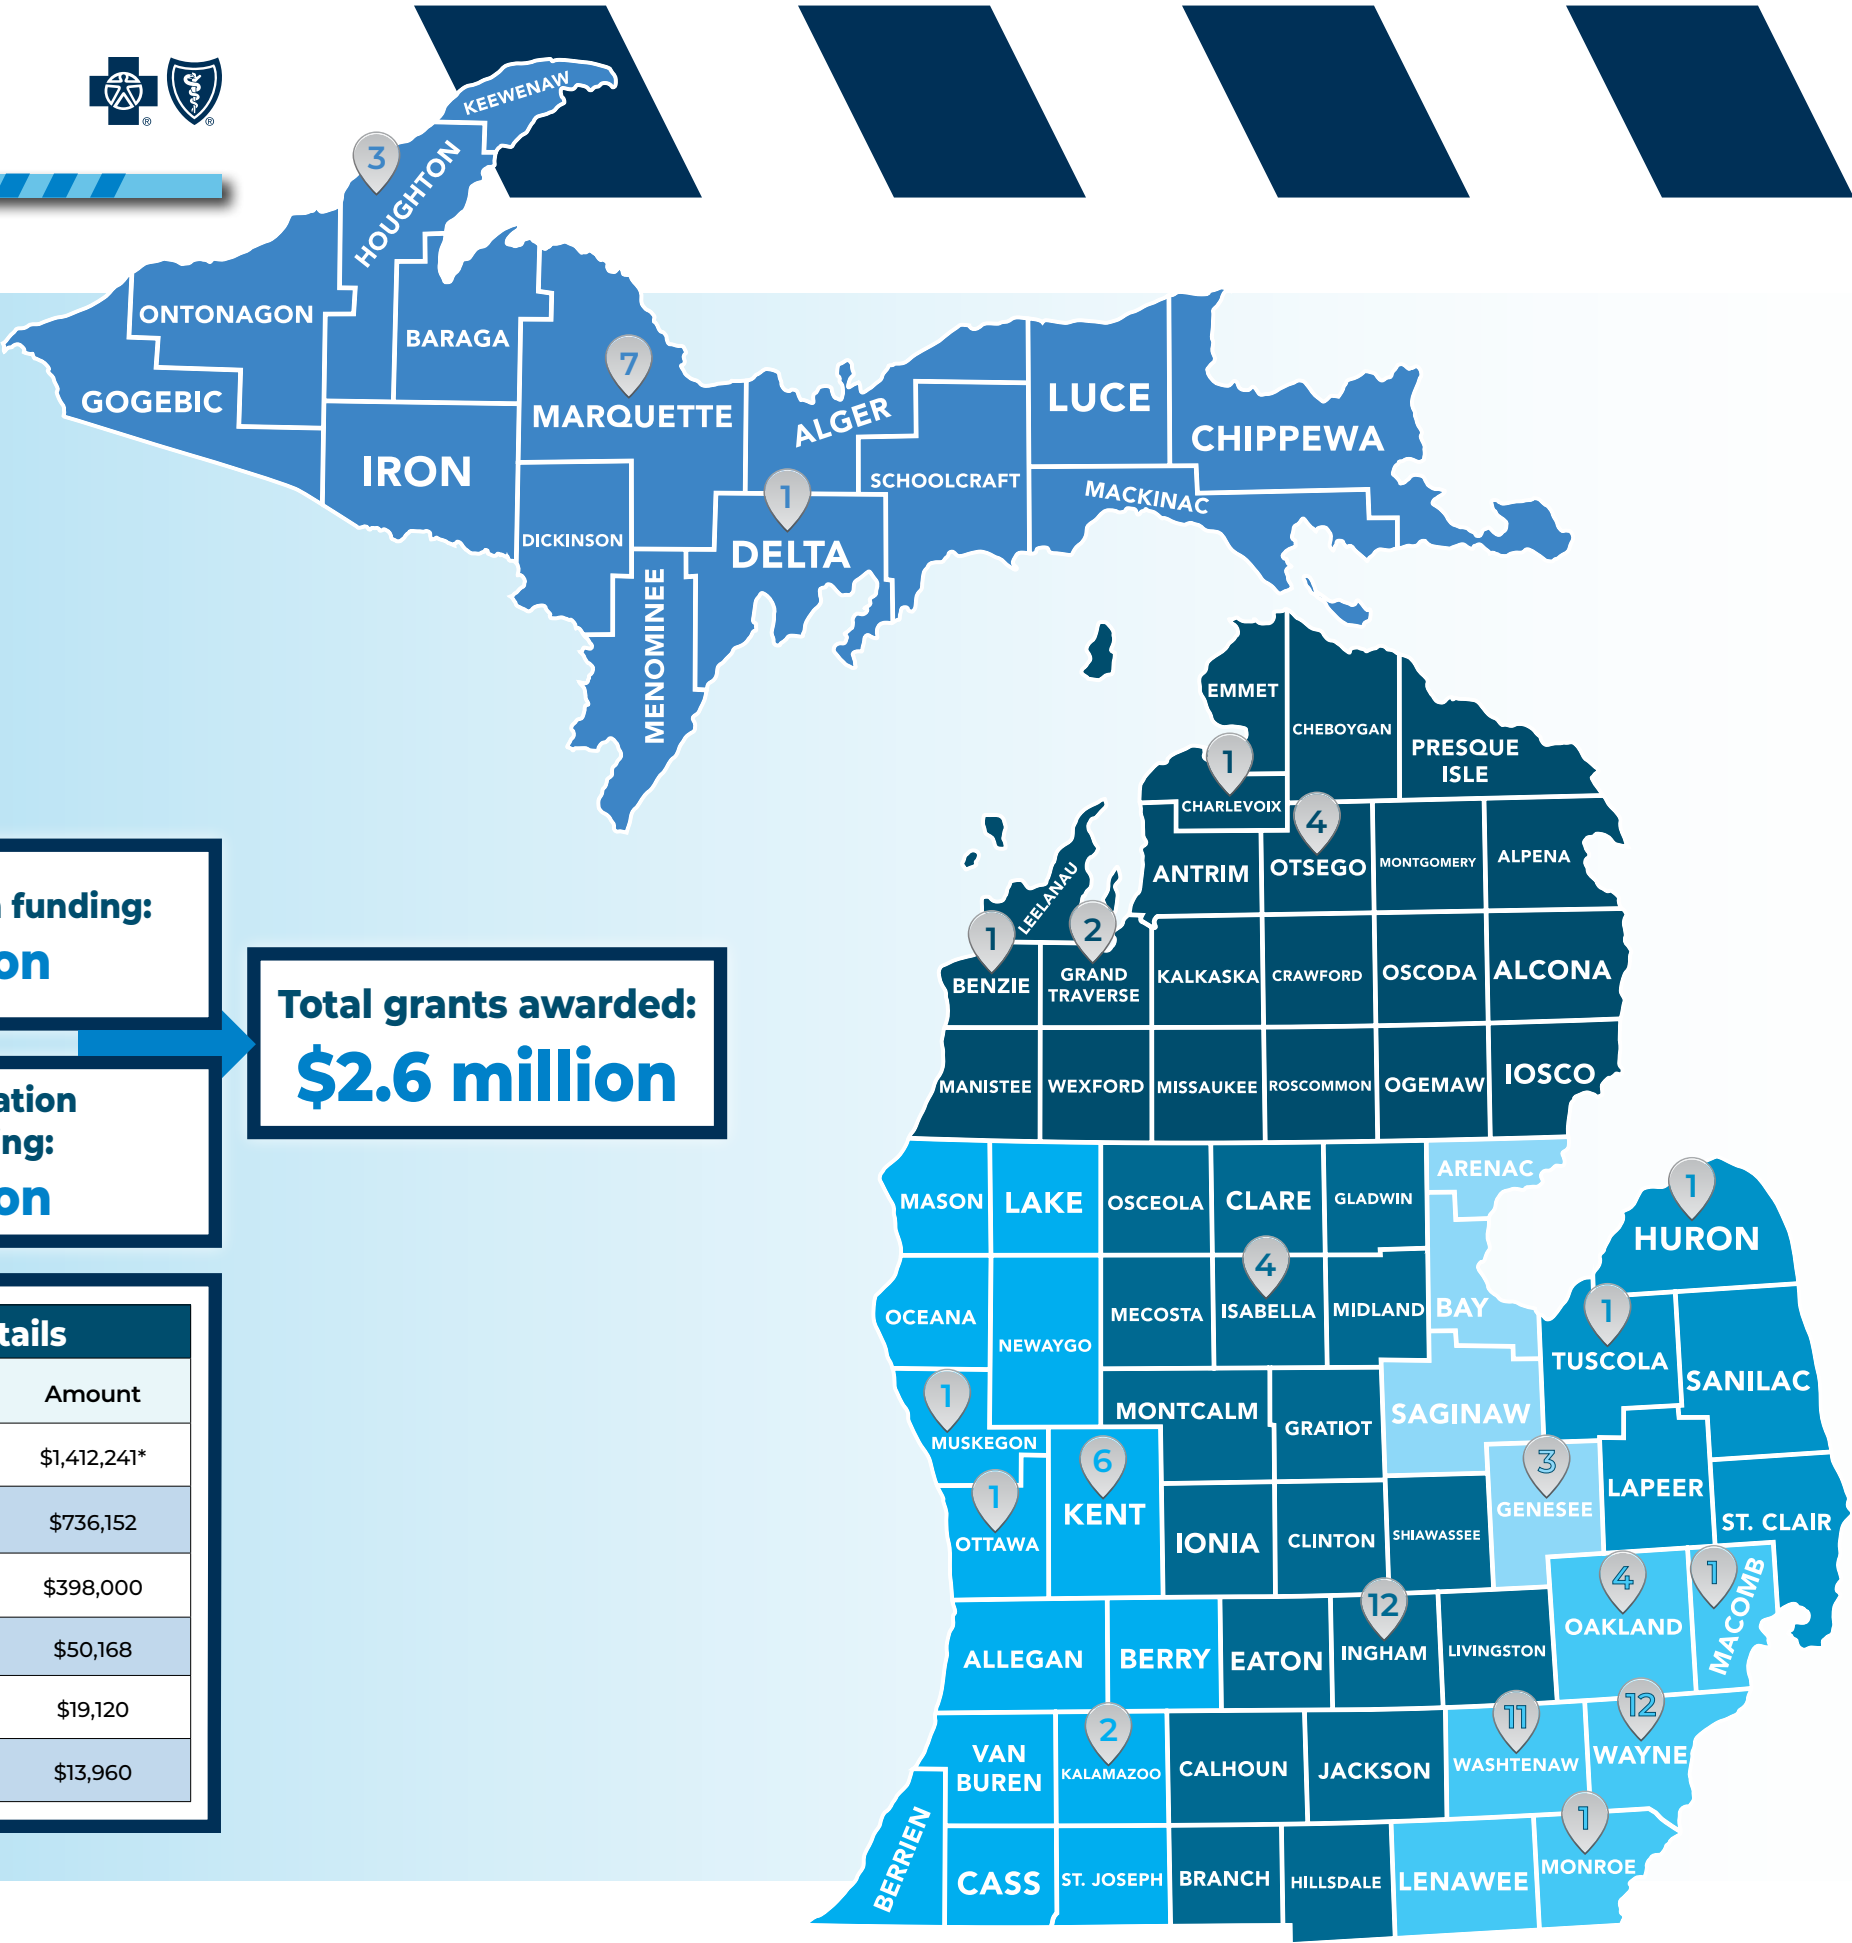 KEEWENAW
3
HOUGHTON
ONTONAGON
BARAGA
7
GOGEBIC
MARQUETTE
ALGER
LUCE
CHIPPEWA
IRON
1
SCHOOLCRAFT
MACKINAC
DICKINSON
DELTA
MENOMINEE
EMMET
CHEBOYGAN
PRESQUE
ISLE
1
CHARLEVOIX
4
ANTRIM
OTSEGO
MONTGOMERY
ALPENA
LEELANAU
1
2
BENZIE
GRAND
TRAVERSE
KALKASKA
CRAWFORD
OSCODA
ALCONA
funding:
on
Total grants awarded:
$2.6 million
ation
ng:
on
MANISTEE
WEXFORD
MISSAUKEE
ROSCOMMON
OGEMAW
IOSCO
MASON
LAKE
OSCEOLA
CLARE
GLADWIN
ARENAC
1
HURON
OCEANA
NEWAYGO
MECOSTA
4
ISABELLA
MIDLAND
BAY
1
TUSCOLA
SANILAC
tails
Amount
$1,412,241*
$736,152
$398,000
$50,168
$19,120
$13,960
1
MUSKEGON
MONTCALM
GRATIOT
SAGINAW
1
OTTAWA
6
KENT
IONIA
CLINTON
SHIAWASSEE
3
GENESEE
LAPEER
ST. CLAIR
ALLEGAN
BERRY
EATON
12
INGHAM
LIVINGSTON
4
OAKLAND
1
MACOMB
VAN
BUREN
2
KALAMAZOO
CALHOUN
JACKSON
11
WASHTENAW
12
WAYNE
BERRIEN
CASS
ST. JOSEPH
BRANCH
HILLSDALE
LENAWEE
1
MONROE